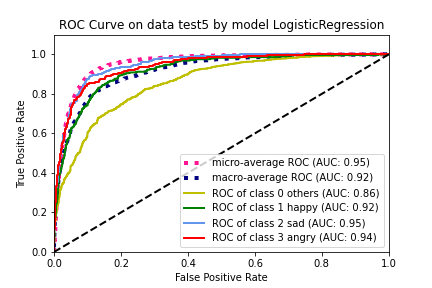 ROC Curve on data test5 by model LogisticRegression
True Positive Rate
1.0
0.8
0.6
0.4
0.2
0.0
micro-average ROC (AUC: 0.95)
macro-average ROC (AUC: 0.92)
ROC of class 0 others (AUC: 0.86)
ROC of class 1 happy (AUC: 0.92)
ROC of class 2 sad (AUC: 0.95)
ROC of class 3 angry (AUC: 0.94)
0.0 0.2 0.4 0.6 0.8 1.0
False Positive Rate